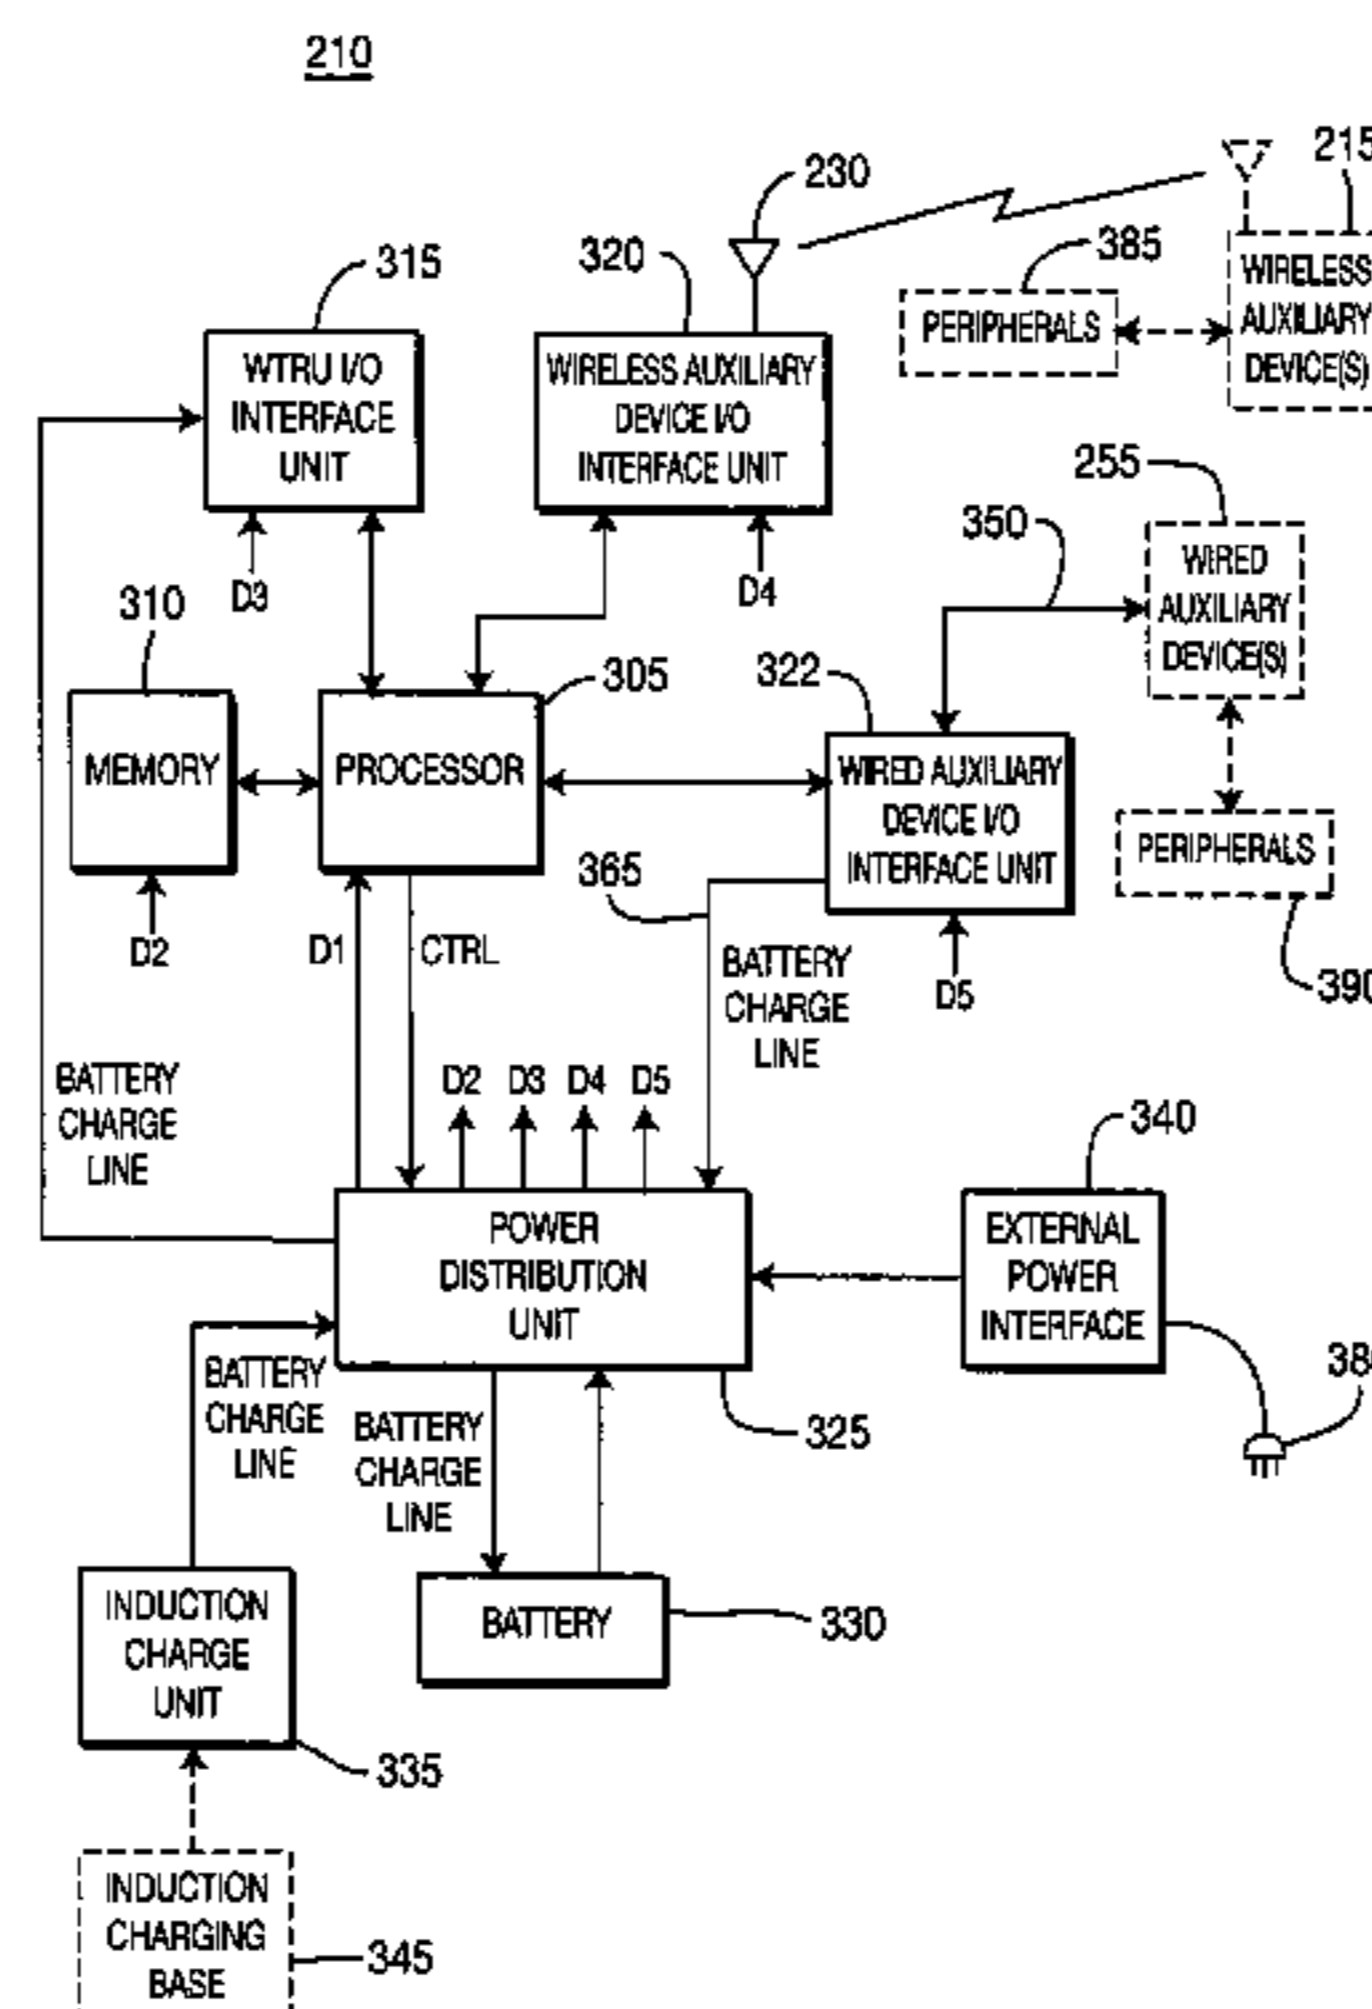 210
230
215
385
320
315
WIRELESS
AUXILIARY
DEVICE(S)
PERIPHERALS
WTRU I/O
INTERFACE
UNIT
WIRELESS AUXILIARY
DEVICE I/O
INTERFACE UNIT
255
350
WIRED
AUXILIARY
DEVICE(S)
D3
D4
310
305
322
MEMORY
PROCESSOR
WIRED AUXILIARY
DEVICE I/O
INTERFACE UNIT
PERIPHERALS
365
D2
D1
CTRL
BATTERY
CHARGE
LINE
D5
390
BATTERY
CHARGE
LINE
D2 D3 D4 D5
340
POWER
DISTRIBUTION
UNIT
EXTERNAL
POWER
INTERFACE
BATTERY
CHARGE
LINE
BATTERY
CHARGE
LINE
325
INDUCTION
CHARGE
UNIT
BATTERY
330
335
INDUCTION
CHARGING
BASE
345